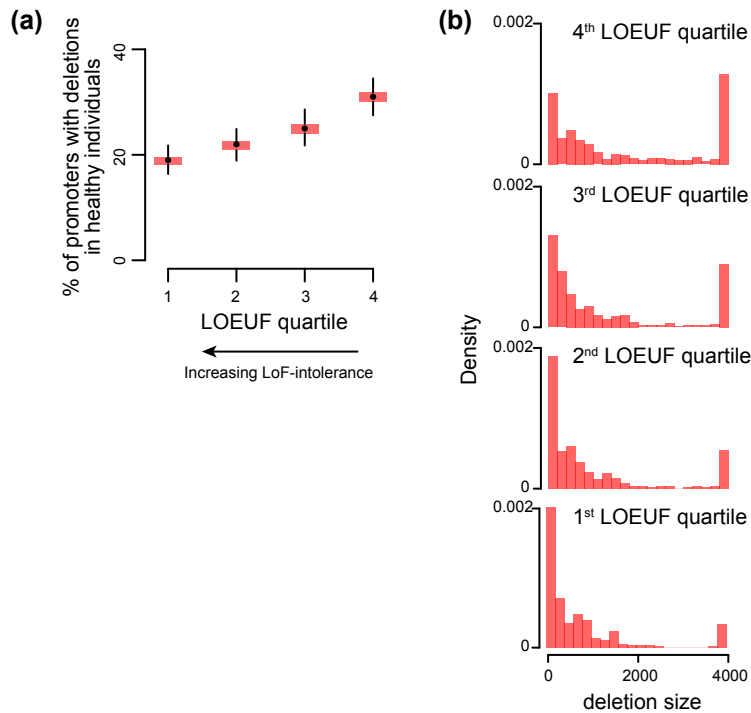 (a)
% of promoters with deletions
in healthy individuals
40
20
0
1 2 3 4
LOEUF quartile
Increasing LoF-intolerance
(b)
Density
0.002
4th LOEUF quartile
0
0.002
3rd LOEUF quartile
0
0.002
2nd LOEUF quartile
0
0.002
1st LOEUF quartile
0
0 2000 4000
deletion size